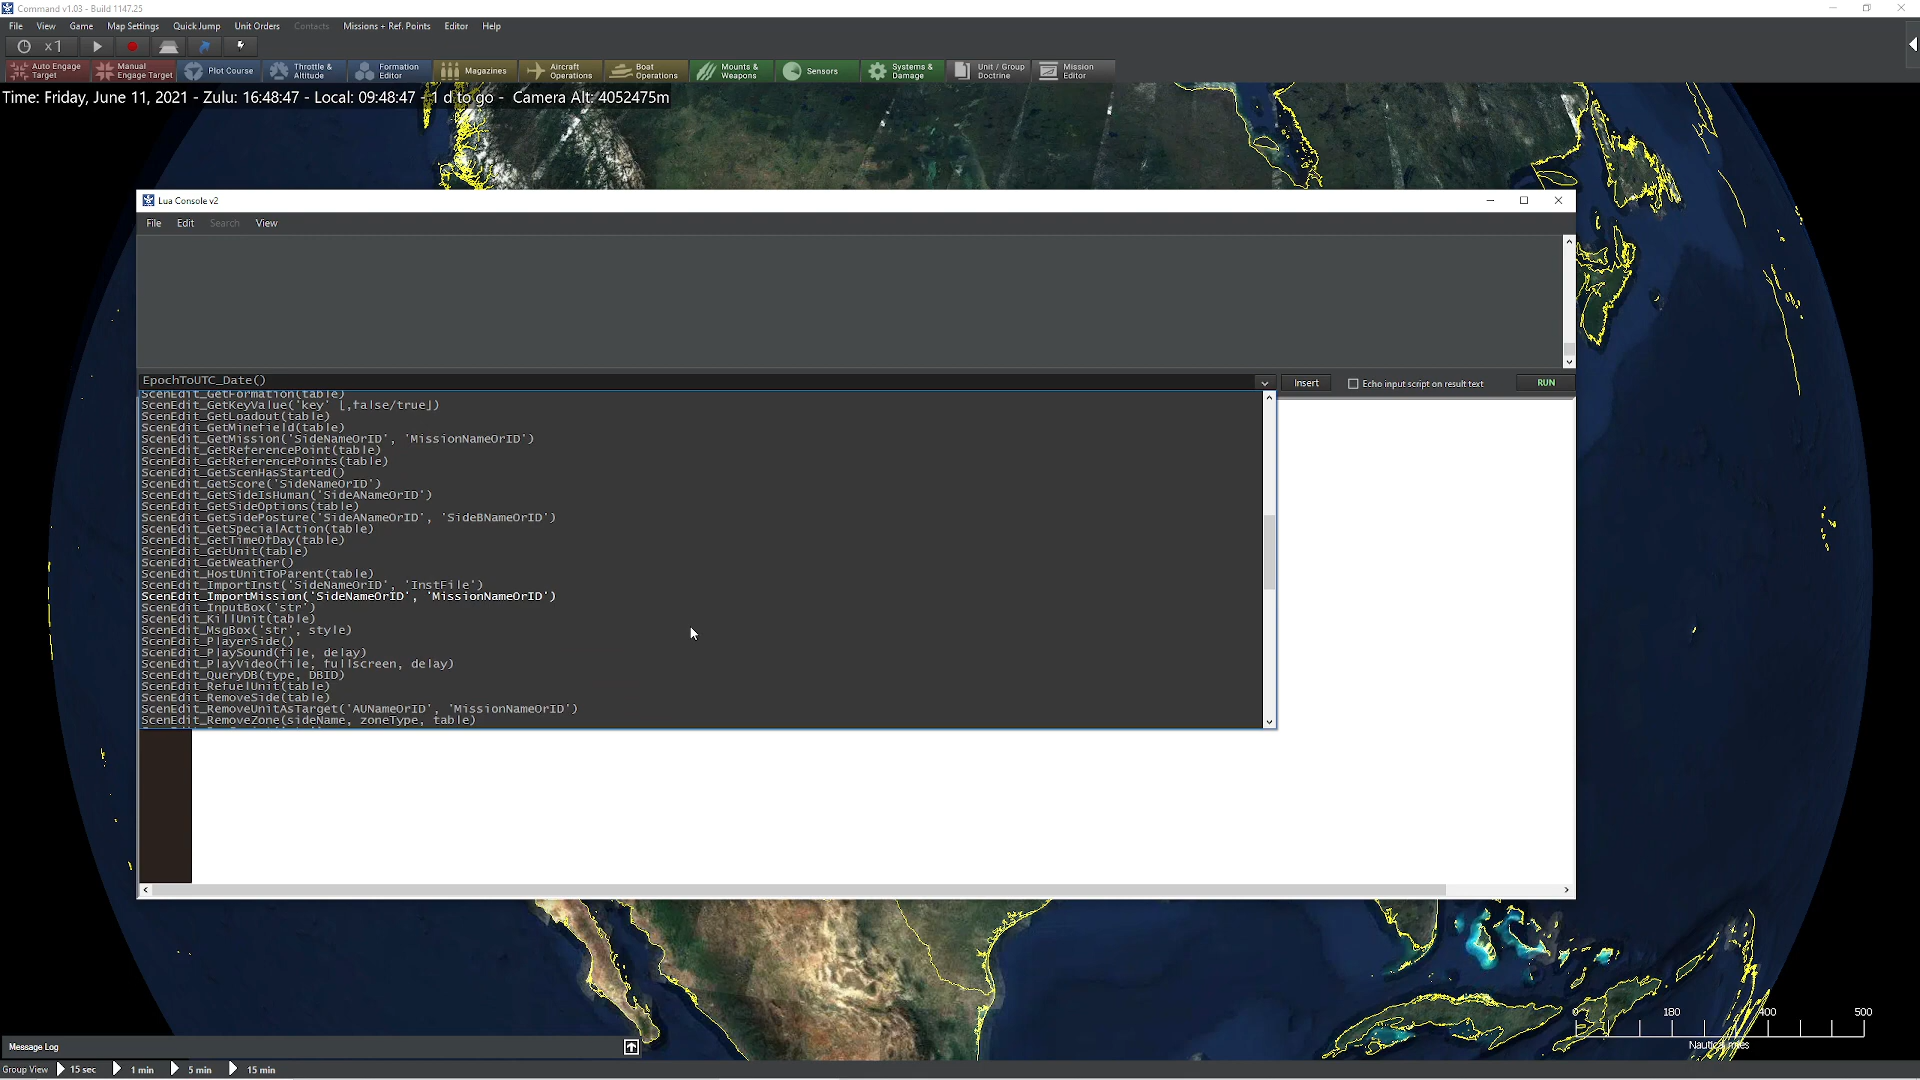 Command v1.03 - Build 1147.25
File View Game Map Settings Quick Jump Unit Orders Contacts Missions + Ref. Points Editor Help
x1
Auto Engage Target
Manual Engage Target
Plot Course
Throttle & Altitude
Formation Editor
Magazines
Aircraft Operations
Boat Operations
Mounts & Weapons
Sensors
Systems & Damage
Unit / Group Doctrine
Mission Editor
Time: Friday, June 11, 2021 - Zulu: 16:48:47 - Local: 09:48:47 - 1 d to go - Camera Alt: 4052475m
Lua Console v2
File Edit Search View
EpochToUTC_Date()
Insert
Echo input script on result text
RUN
ScenEdit_GetFormation(table)
ScenEdit_GetKeyValue('key' [,false/true])
ScenEdit_GetLoadout(table)
ScenEdit_GetMinefield(table)
ScenEdit_GetMission('SideNameOrID', 'MissionNameOrID')
ScenEdit_GetReferencePoint(table)
ScenEdit_GetReferencePoints(table)
ScenEdit_GetScenHasStarted()
ScenEdit_GetScore('SideNameOrID')
ScenEdit_GetSideIsHuman('SideANameOrID')
ScenEdit_GetSideOptions(table)
ScenEdit_GetSidePosture('SideANameOrID', 'SideBNameOrID')
ScenEdit_GetSpecialAction(table)
ScenEdit_GetTimeOfDay(table)
ScenEdit_GetUnit(table)
ScenEdit_GetWeather()
ScenEdit_HostUnitToParent(table)
ScenEdit_ImportInst('SideNameOrID', 'InstFile')
ScenEdit_ImportMission('SideNameOrID', 'MissionNameOrID')
ScenEdit_InputBox('str')
ScenEdit_KillUnit(table)
ScenEdit_MsgBox('str', style)
ScenEdit_PlayerSide()
ScenEdit_PlaySound(file, delay)
ScenEdit_PlayVideo(file, fullscreen, delay)
ScenEdit_QueryDB(type, DBID)
ScenEdit_RefuelUnit(table)
ScenEdit_RemoveSide(table)
ScenEdit_RemoveUnitAsTarget('AUNameOrID', 'MissionNameOrID')
ScenEdit_RemoveZone(sideName, zoneType, table)
0 180 400 500
Nautical miles
Message Log
Group View 15 sec 1 min 5 min 15 min